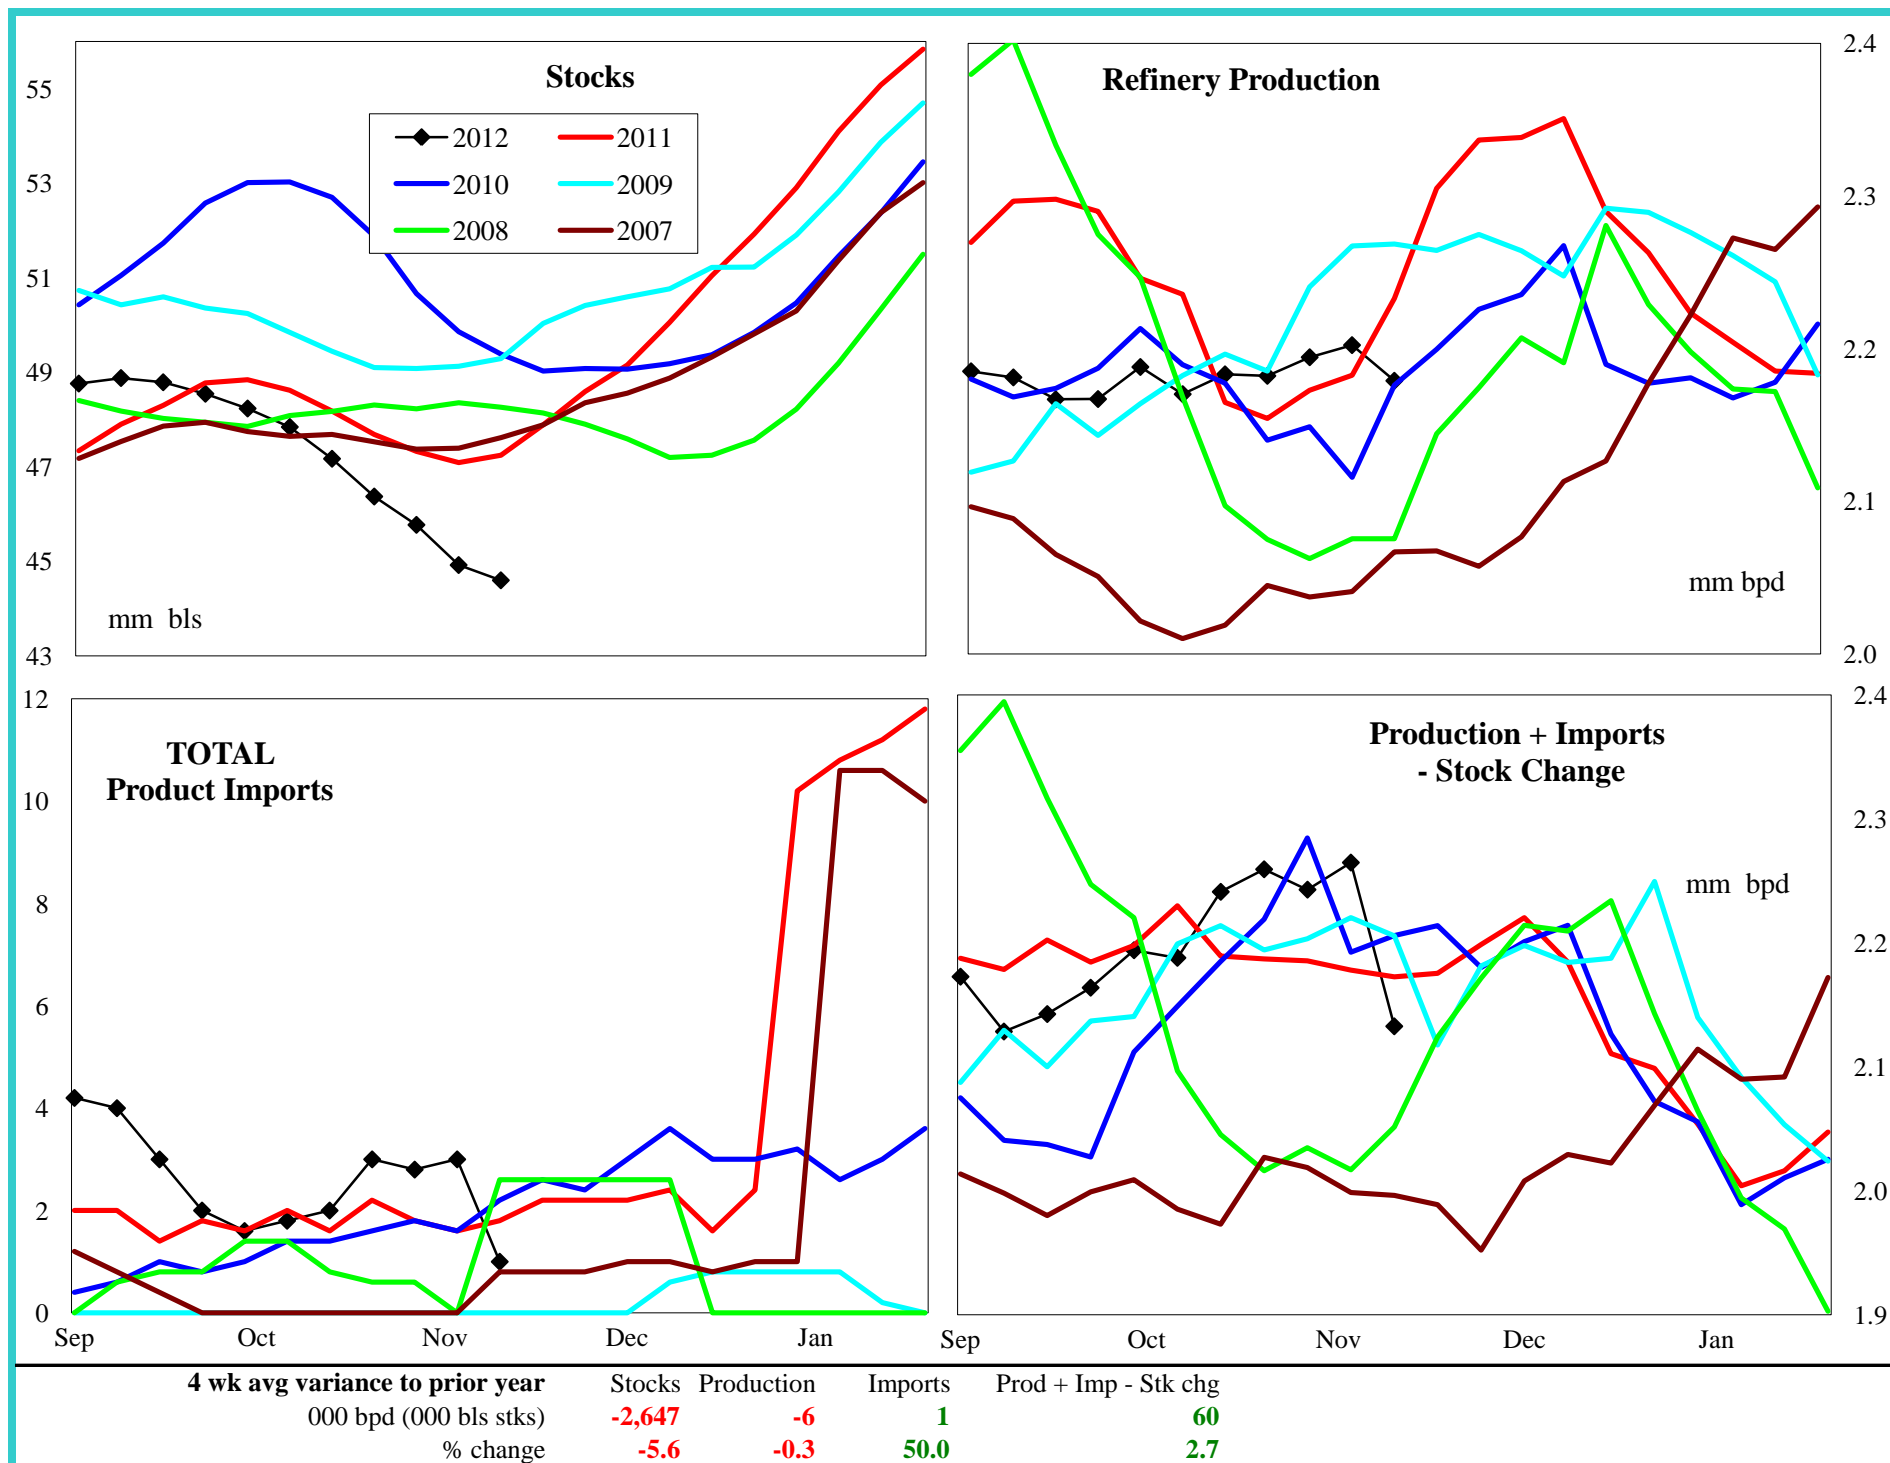 Stocks
55
53
51
49
47
45
43
2012 2011
2010 2009
2008 2007
mm bls
Refinery Production
2.4
2.3
2.2
2.1
2.0
mm bpd
12
10
8
6
4
2
0
TOTAL
Product Imports
Sep Oct Nov Dec Jan
Production + Imports
- Stock Change
mm bpd
2.4
2.3
2.2
2.1
2.0
1.9
Sep Oct Nov Dec Jan
4 wk avg variance to prior year Stocks Production Imports Prod + Imp - Stk chg
000 bpd (000 bls stks) -2,647 -6 1 60
% change -5.6 -0.3 50.0 2.7